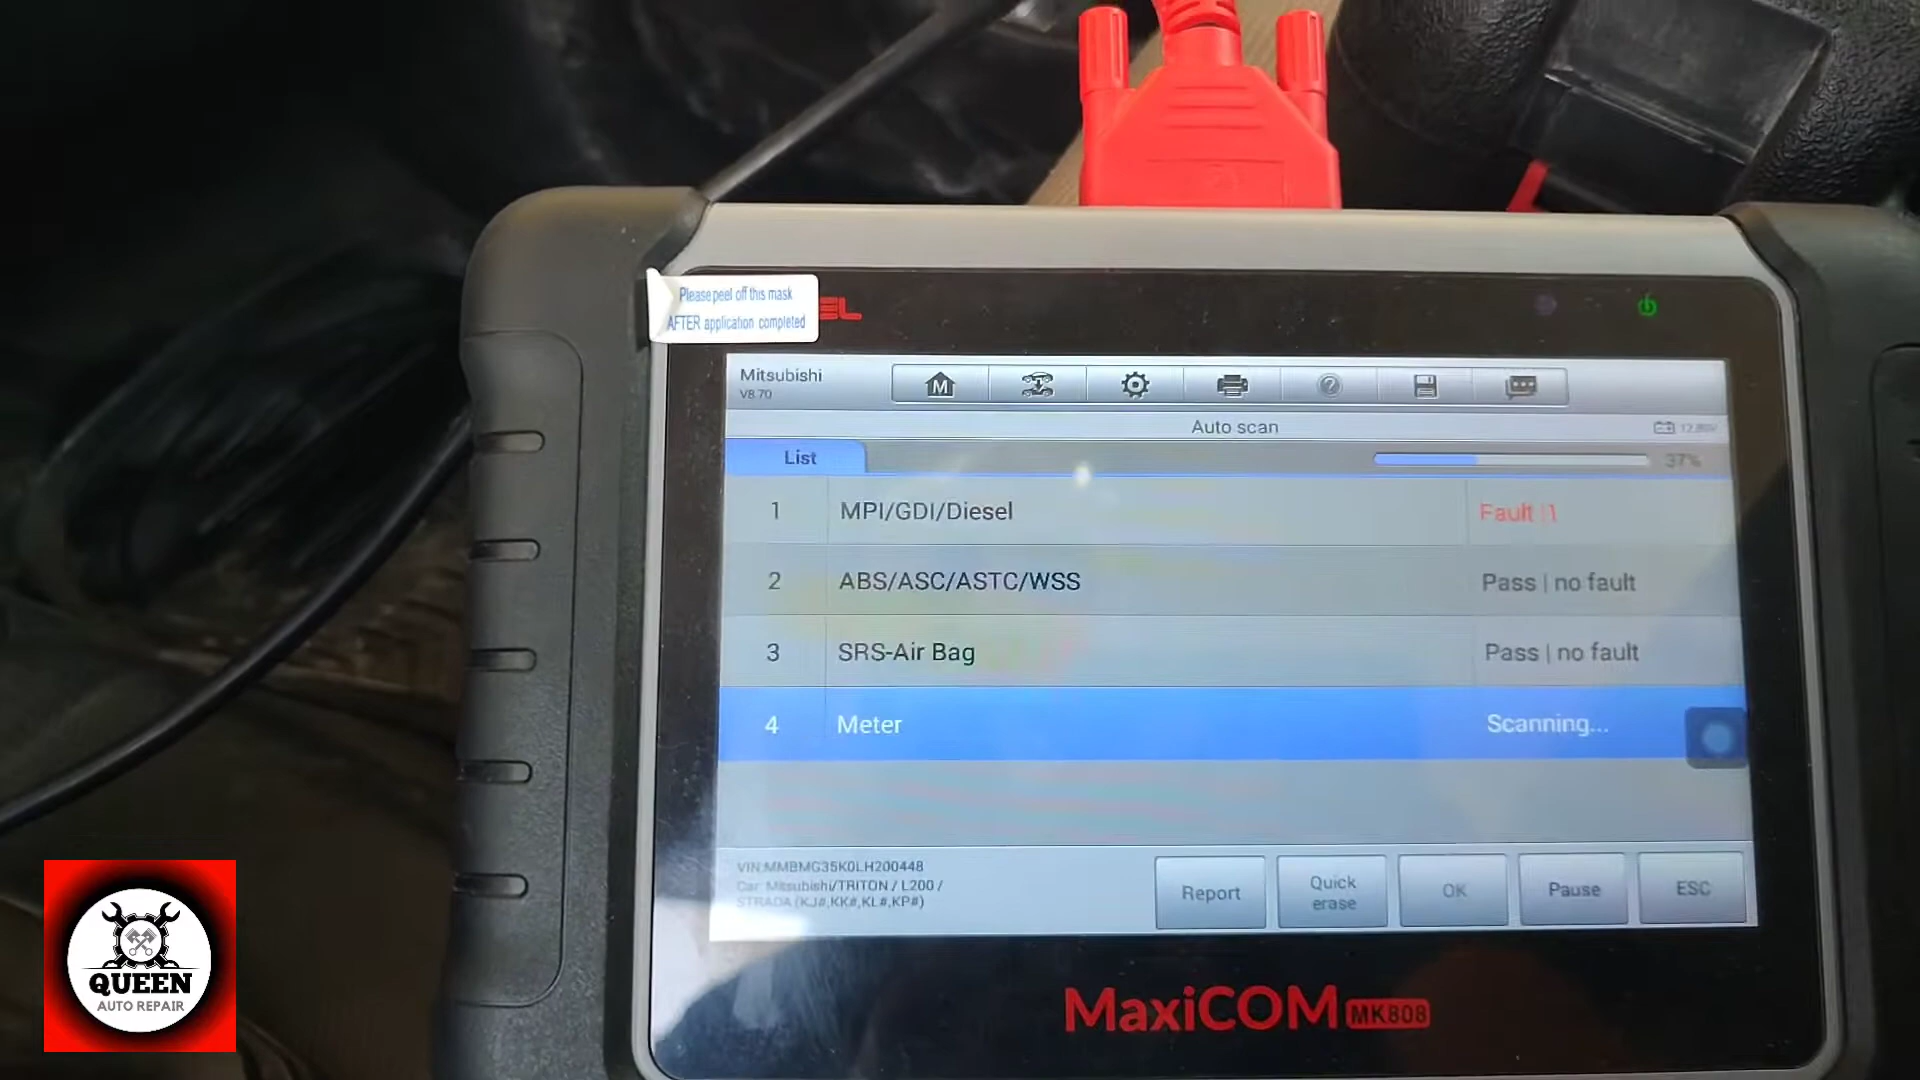 Please peel off this mask
AFTER application completed
EL
Mitsubishi
V8.70
M
?
Auto scan
List
37%
1
MPI/GDI/Diesel
Fault |1
2
ABS/ASC/ASTC/WSS
Pass | no fault
3
SRS-Air Bag
Pass | no fault
4
Meter
Scanning...
VIN:MMBMG35K0LH200448
Car: Mitsubishi/TRITON / L200 /
STRADA (KJ#,KK#,KL#,KP#)
Report
Quick
erase
OK
Pause
ESC
MaxiCOM MK808
QUEEN
AUTO REPAIR